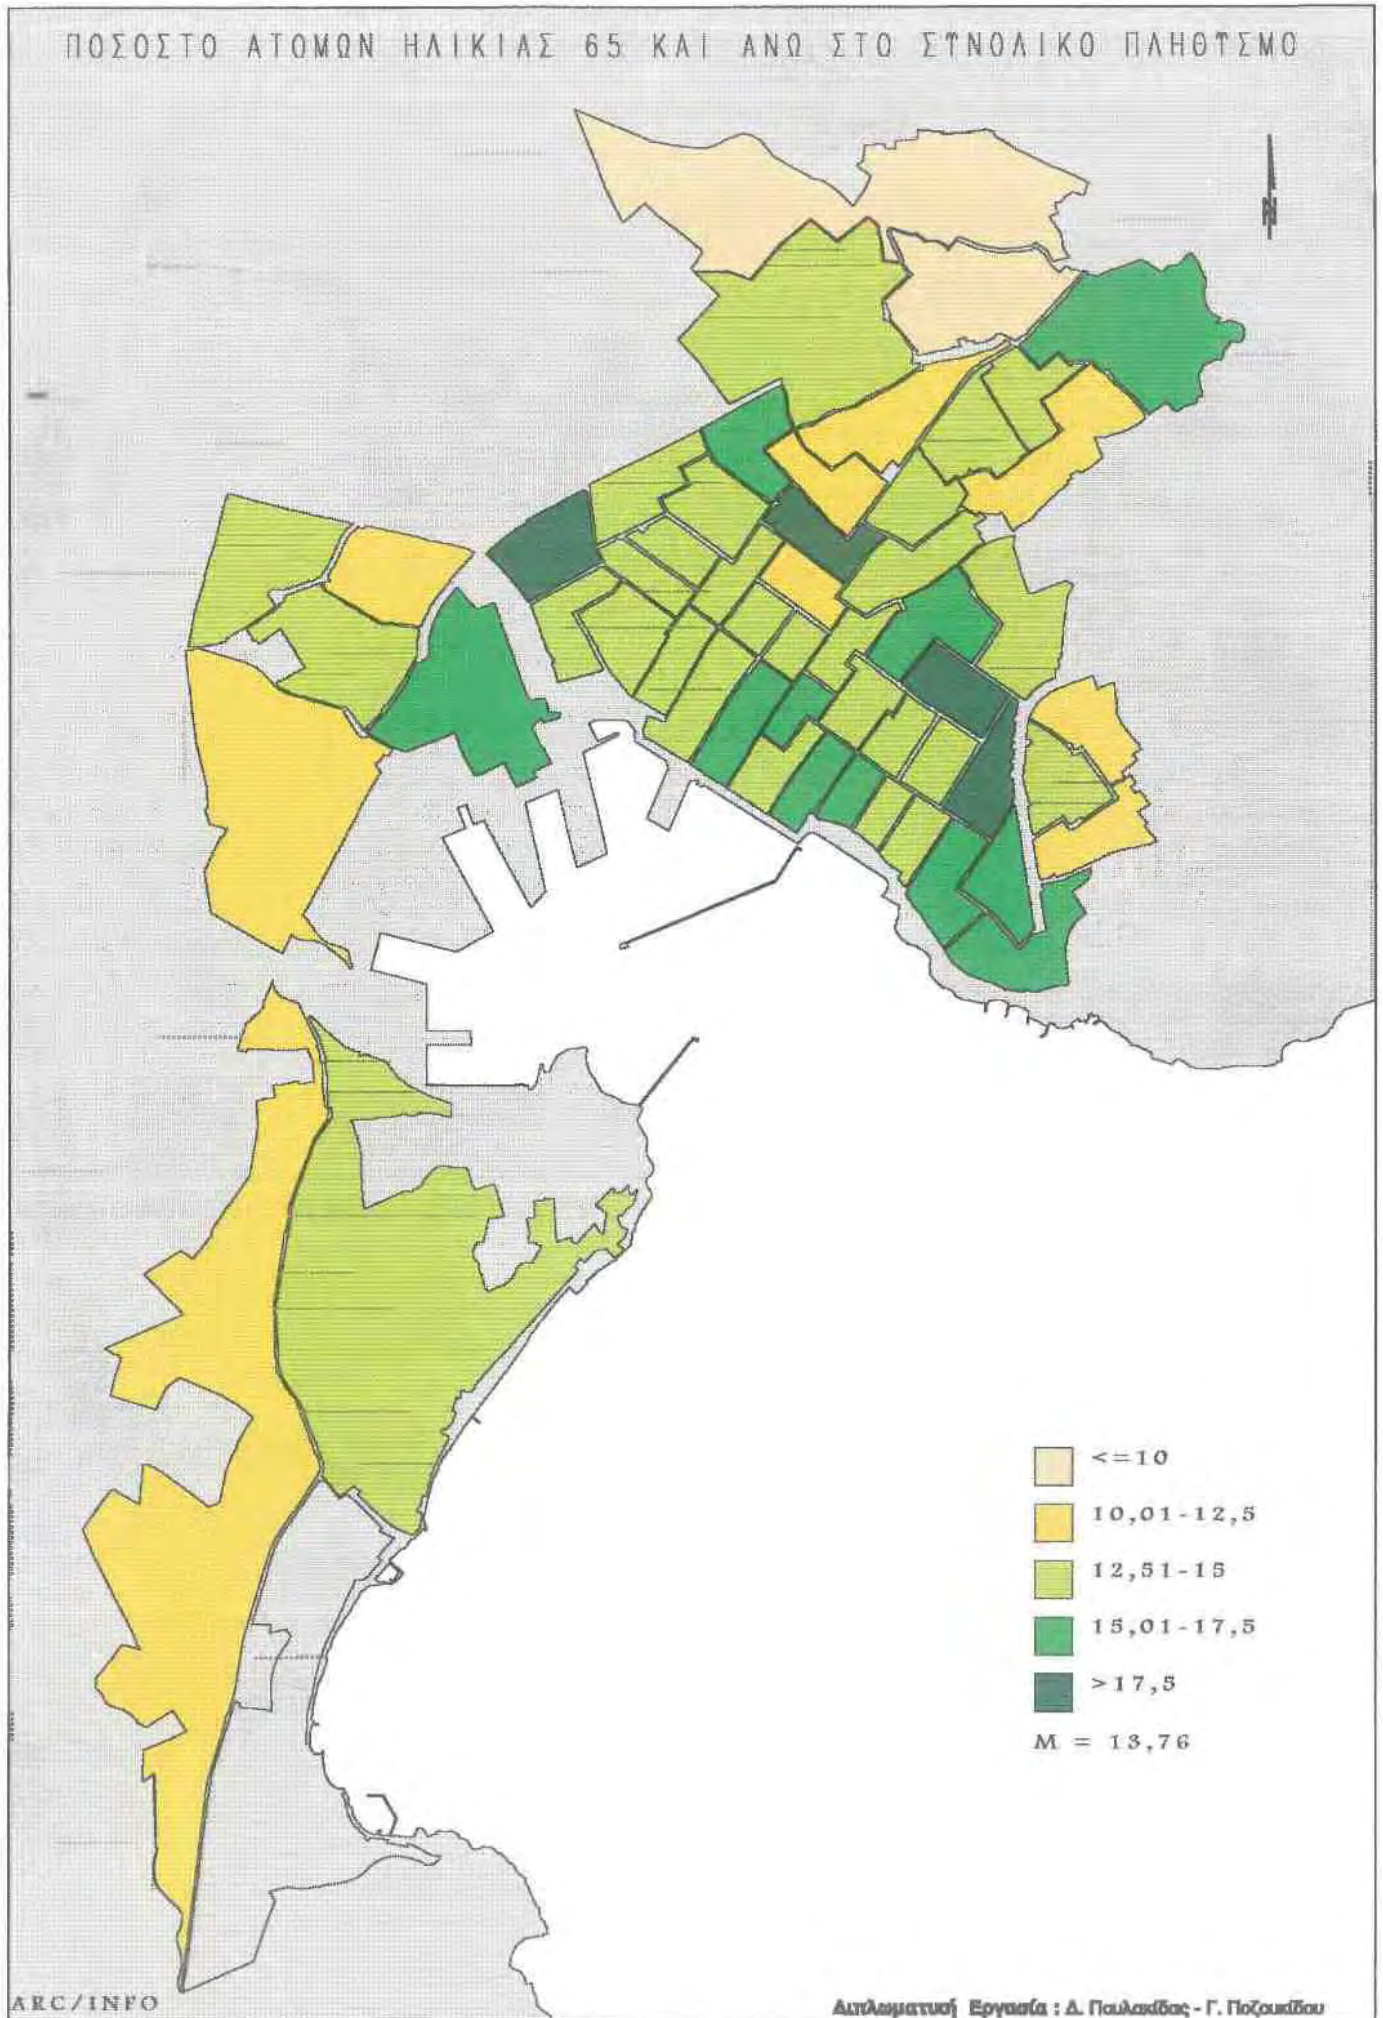 ΠΟΣΟΣΤΟ ΑΤΟΜΩΝ ΗΛΙΚΙΑΣ 65 ΚΑΙ ΑΝΩ ΣΤΟ ΣΥΝΟΛΙΚΟ ΠΛΗΘΥΣΜΟ
N
<=10
10,01-12,5
12,51-15
15,01-17,5
>17,5
M = 13,76
ARC/INFO
Διπλωματική Εργασία : Δ. Παυλακίδας - Γ. Ποζουκίδου